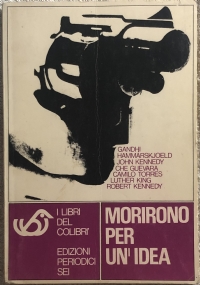 GANDHI
HAMMARSKJOELD
JOHN KENNEDY
CHE GUEVARA
CAMILO TORRES
LUTHER KING
ROBERT KENNEDY
I LIBRI
DEL
COLIBRI'
EDIZIONI
PERIODICI
SEI
MORIRONO
PER
UN'IDEA